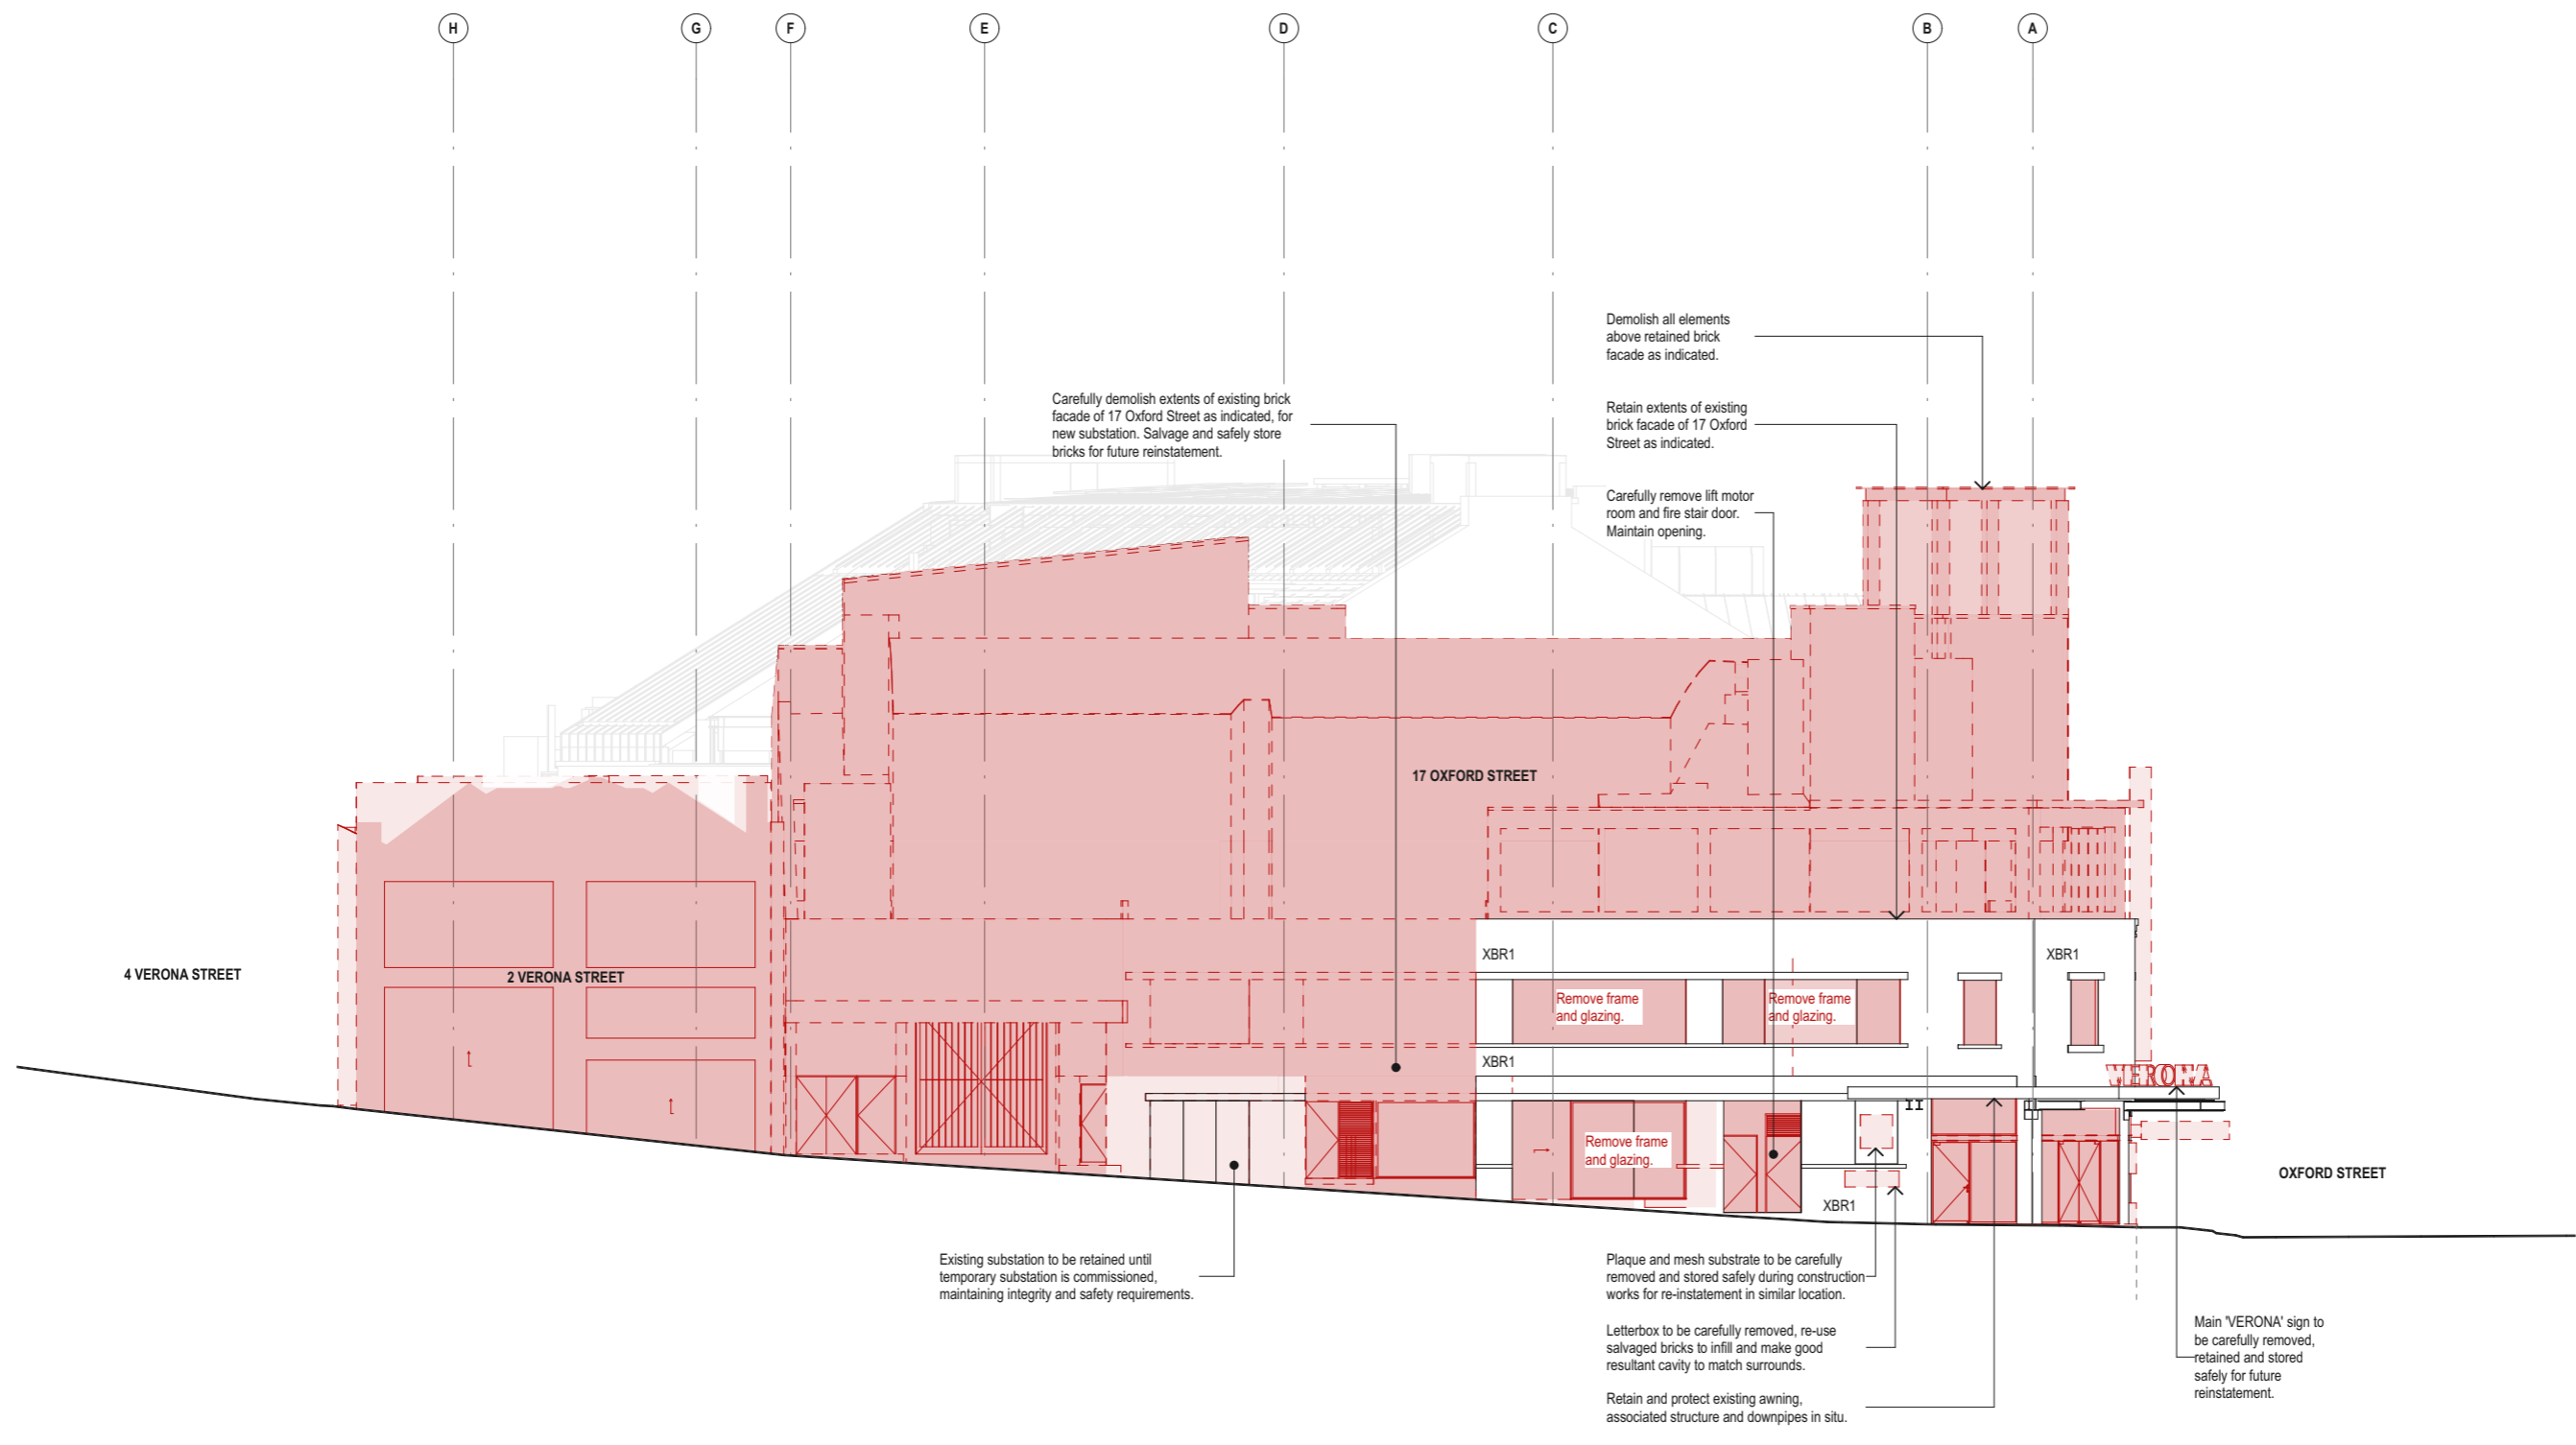 H
G
F
E
D
C
B
A
Demolish all elements
above retained brick
facade as indicated.
Carefully demolish extents of existing brick
facade of 17 Oxford Street as indicated, for
new substation. Salvage and safely store
bricks for future reinstatement.
Retain extents of existing
brick facade of 17 Oxford
Street as indicated.
Carefully remove lift motor
room and fire stair door.
Maintain opening.
17 OXFORD STREET
4 VERONA STREET
2 VERONA STREET
XBR1
XBR1
Remove frame
and glazing.
Remove frame
and glazing.
XBR1
VERONA
Remove frame
and glazing.
XBR1
OXFORD STREET
Existing substation to be retained until
temporary substation is commissioned,
maintaining integrity and safety requirements.
Plaque and mesh substrate to be carefully
removed and stored safely during construction
works for re-instatement in similar location.
Letterbox to be carefully removed, re-use
salvaged bricks to infill and make good
resultant cavity to match surrounds.
Retain and protect existing awning,
associated structure and downpipes in situ.
Main 'VERONA' sign to
be carefully removed,
retained and stored
safely for future
reinstatement.